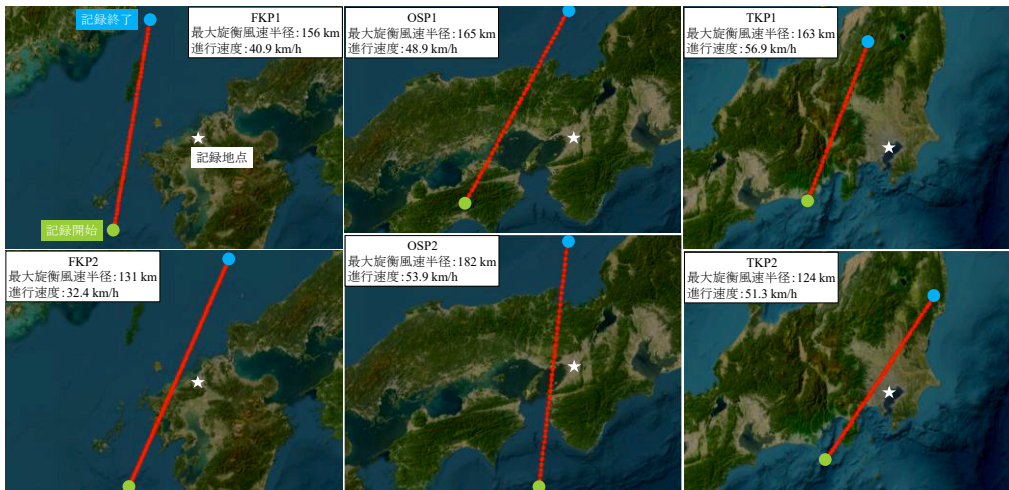 記録終了
FKP1
最大旋衡風速半径:156 km
進行速度:40.9 km/h
記録地点
記録開始
OSP1
最大旋衡風速半径:165 km
進行速度:48.9 km/h
TKP1
最大旋衡風速半径:163 km
進行速度:56.9 km/h
FKP2
最大旋衡風速半径:131 km
進行速度:32.4 km/h
OSP2
最大旋衡風速半径:182 km
進行速度:53.9 km/h
TKP2
最大旋衡風速半径:124 km
進行速度:51.3 km/h